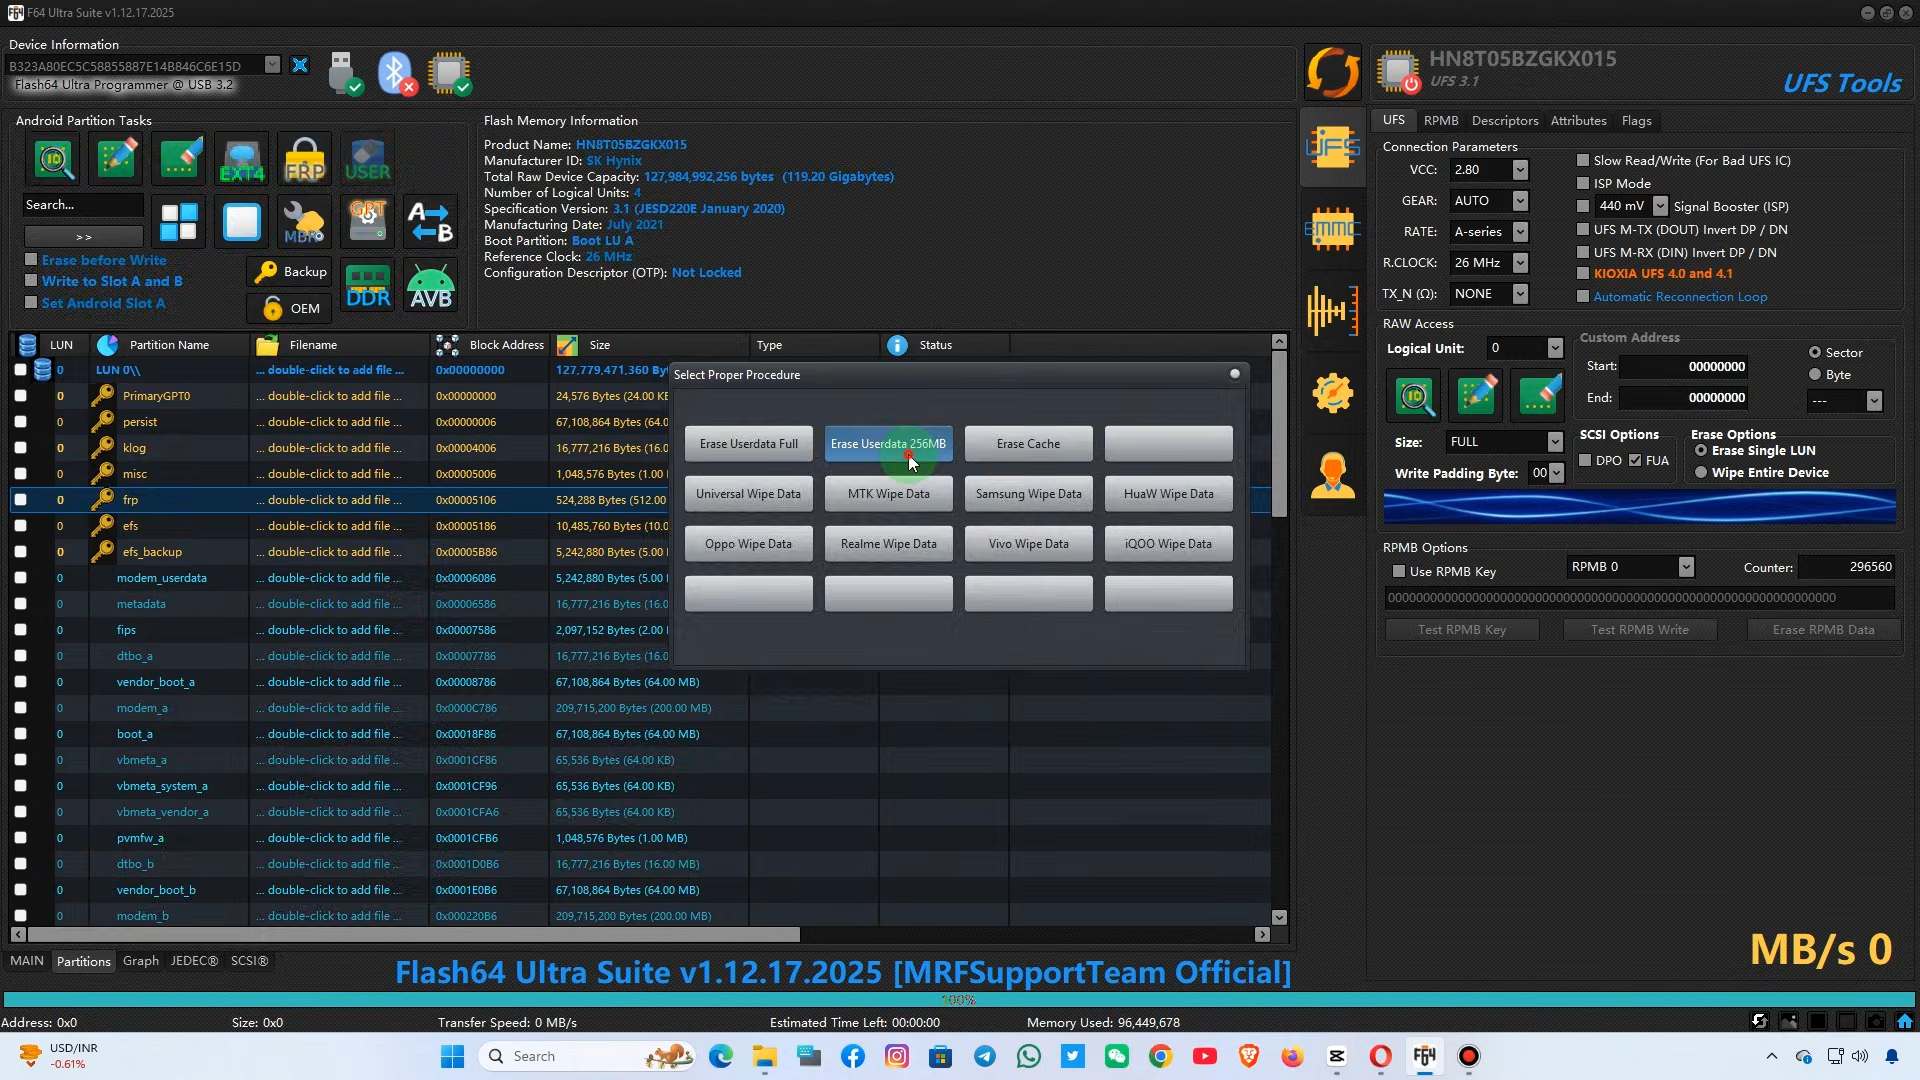 F64 Ultra Suite v1.12.17.2025
Device Information
B323A80EC5C58855887E14B846C6E15D
Flash64 Ultra Programmer @ USB 3.2
Android Partition Tasks
EXT4
FRP
USER
Search...
>>
MBR
GPT
A
B
Erase before Write
Write to Slot A and B
Set Android Slot A
Backup
OEM
DDR
AVB
Flash Memory Information
Product Name: HN8T05BZGKX015
Manufacturer ID: SK Hynix
Total Raw Device Capacity: 127,984,992,256 bytes (119.20 Gigabytes)
Number of Logical Units: 4
Specification Version: 3.1 (JESD220E January 2020)
Manufacturing Date: July 2021
Boot Partition: Boot LU A
Reference Clock: 26 MHz
Configuration Descriptor (OTP): Not Locked
LUN Partition Name Filename Block Address Size Type Status
0 LUN 0\\ ... double-click to add file ... 0x00000000 127,779,471,360 By
0 PrimaryGPT0 ... double-click to add file ... 0x00000000 24,576 Bytes (24.00 KE
0 persist ... double-click to add file ... 0x00000006 67,108,864 Bytes (64.0
0 klog ... double-click to add file ... 0x00004006 16,777,216 Bytes (16.0
0 misc ... double-click to add file ... 0x00005006 1,048,576 Bytes (1.00 I
0 frp ... double-click to add file ... 0x00005106 524,288 Bytes (512.00
0 efs ... double-click to add file ... 0x00005186 10,485,760 Bytes (10.0
0 efs_backup ... double-click to add file ... 0x00005B86 5,242,880 Bytes (5.00 I
0 modem_userdata ... double-click to add file ... 0x00006086 5,242,880 Bytes (5.00 I
0 metadata ... double-click to add file ... 0x00006586 16,777,216 Bytes (16.0
0 fips ... double-click to add file ... 0x00007586 2,097,152 Bytes (2.00 I
0 dtbo_a ... double-click to add file ... 0x00007786 16,777,216 Bytes (16.0
0 vendor_boot_a ... double-click to add file ... 0x00008786 67,108,864 Bytes (64.00 MB)
0 modem_a ... double-click to add file ... 0x0000C786 209,715,200 Bytes (200.00 MB)
0 boot_a ... double-click to add file ... 0x00018F86 67,108,864 Bytes (64.00 MB)
0 vbmeta_a ... double-click to add file ... 0x0001CF86 65,536 Bytes (64.00 KB)
0 vbmeta_system_a ... double-click to add file ... 0x0001CF96 65,536 Bytes (64.00 KB)
0 vbmeta_vendor_a ... double-click to add file ... 0x0001CFA6 65,536 Bytes (64.00 KB)
0 pvmfw_a ... double-click to add file ... 0x0001CFB6 1,048,576 Bytes (1.00 MB)
0 dtbo_b ... double-click to add file ... 0x0001D0B6 16,777,216 Bytes (16.00 MB)
0 vendor_boot_b ... double-click to add file ... 0x0001E0B6 67,108,864 Bytes (64.00 MB)
0 modem_b ... double-click to add file ... 0x000220B6 209,715,200 Bytes (200.00 MB)
Select Proper Procedure
Erase Userdata Full Erase Userdata 256MB Erase Cache
Universal Wipe Data MTK Wipe Data Samsung Wipe Data HuaW Wipe Data
Oppo Wipe Data Realme Wipe Data Vivo Wipe Data iQOO Wipe Data
MAIN Partitions Graph JEDEC® SCSI®
Flash64 Ultra Suite v1.12.17.2025 [MRFSupportTeam Official]
UFS
EMMC
HN8T05BZGKX015
UFS 3.1
UFS Tools
UFS RPMB Descriptors Attributes Flags
Connection Parameters
VCC: 2.80
GEAR: AUTO
RATE: A-series
R.CLOCK: 26 MHz
TX_N (Ω): NONE
Slow Read/Write (For Bad UFS IC)
ISP Mode
440 mV Signal Booster (ISP)
UFS M-TX (DOUT) Invert DP / DN
UFS M-RX (DIN) Invert DP / DN
KIOXIA UFS 4.0 and 4.1
Automatic Reconnection Loop
RAW Access
Logical Unit: 0
Custom Address
Start: 00000000
End: 00000000
Sector
Byte
---
Size: FULL
Write Padding Byte: 00
SCSI Options
DPO FUA
Erase Options
Erase Single LUN
Wipe Entire Device
RPMB Options
Use RPMB Key
RPMB 0
Counter: 296560
Test RPMB Key Test RPMB Write Erase RPMB Data
MB/s 0
100%
Address: 0x0 Size: 0x0 Transfer Speed: 0 MB/s Estimated Time Left: 00:00:00 Memory Used: 96,449,678
USD/INR
-0.61%
Search
F64